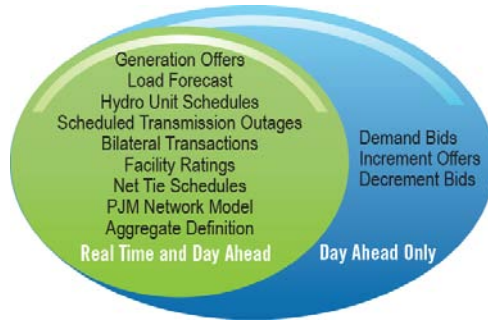 Generation Offers
Load Forecast
Hydro Unit Schedules
Scheduled Transmission Outages
Bilateral Transactions
Facility Ratings
Net Tie Schedules
PJM Network Model
Aggregate Definition
Real Time and Day Ahead
Demand Bids
Increment Offers
Decrement Bids
Day Ahead Only